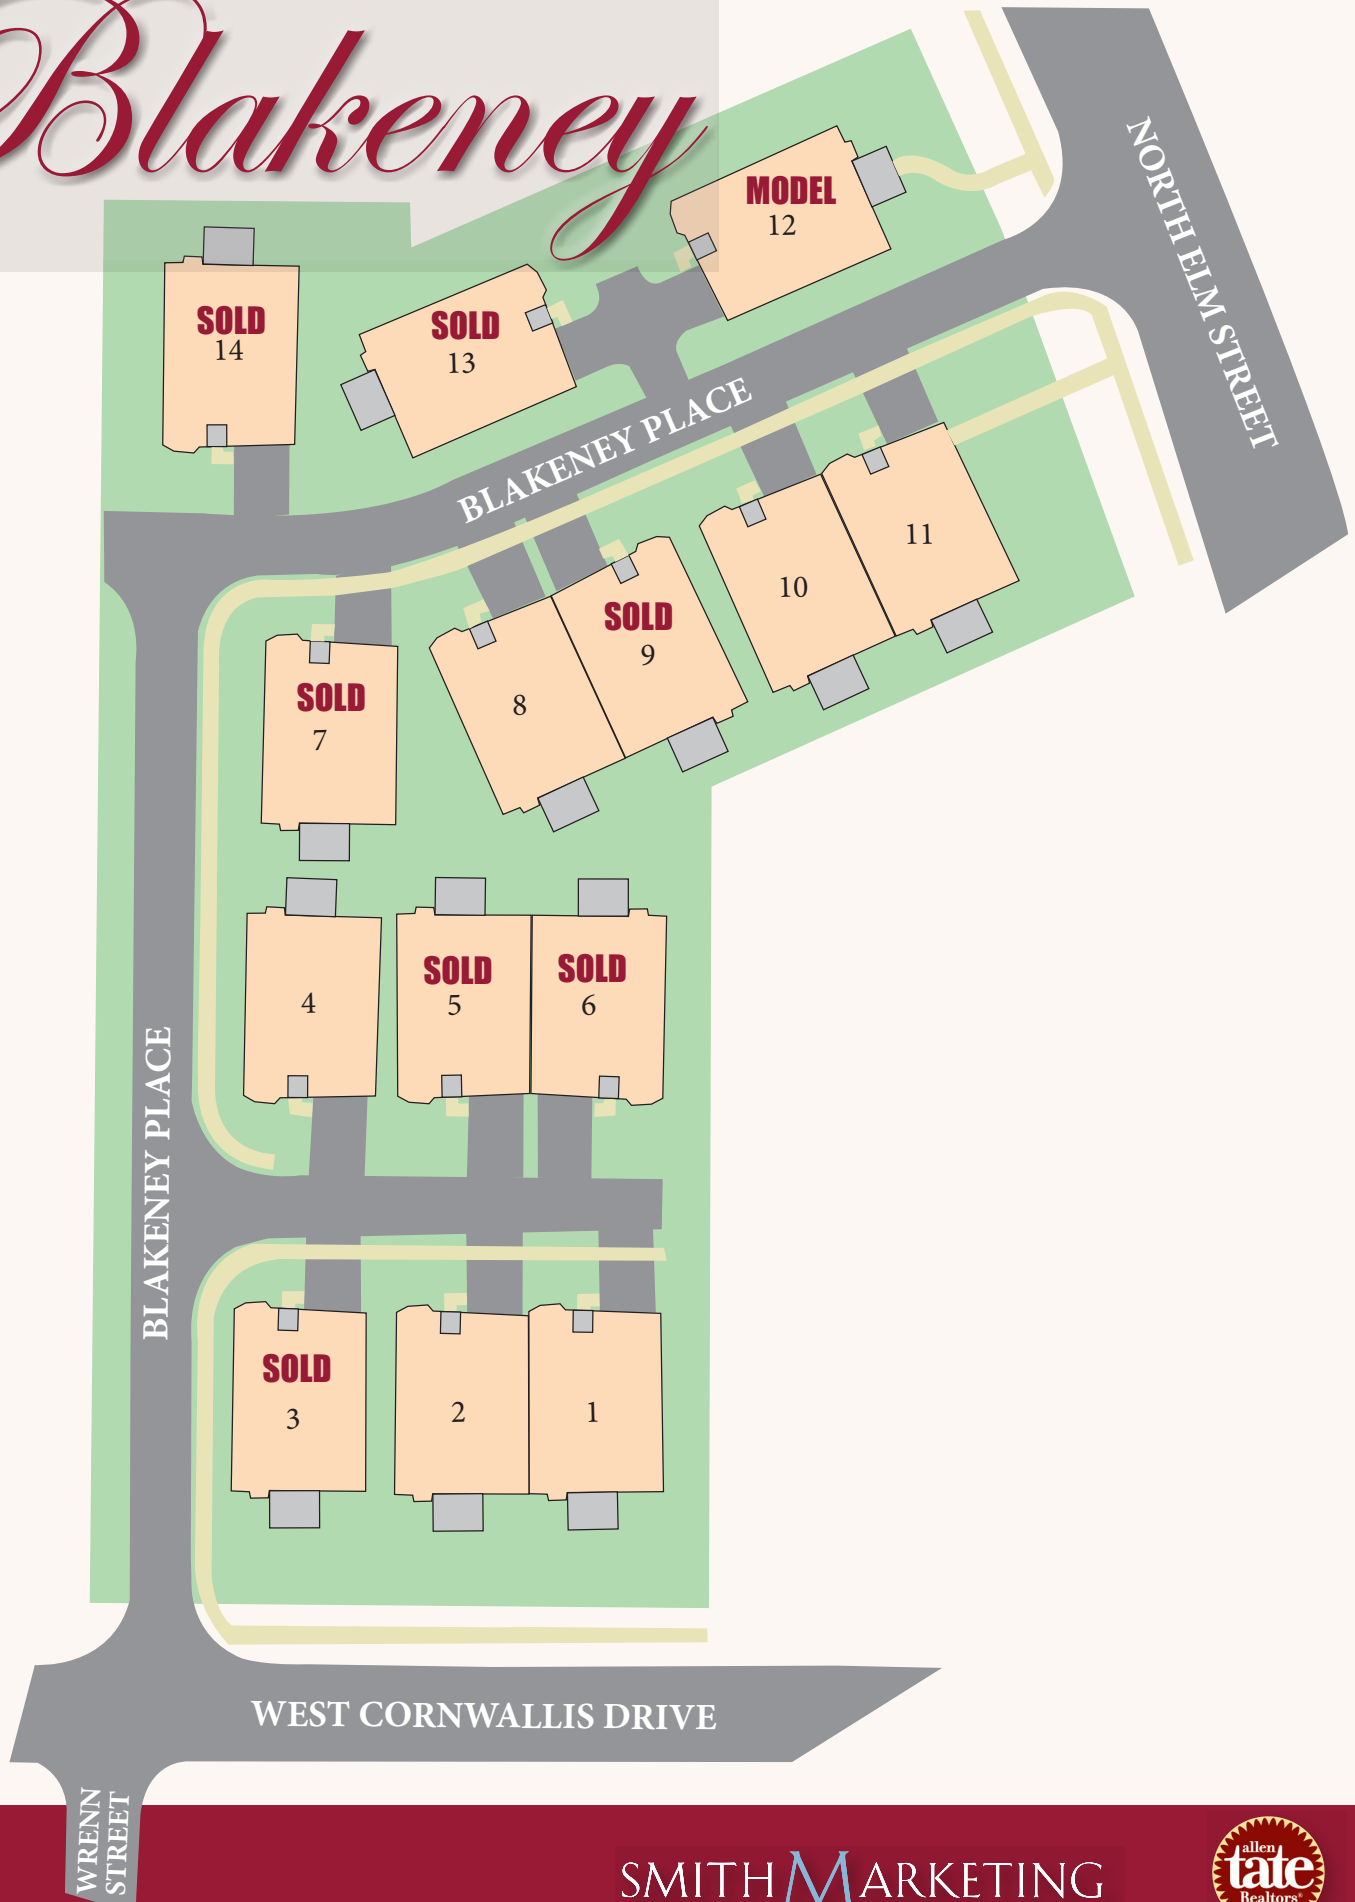 Blakeney
NORTH ELM STREET
MODEL
12
SOLD
14
SOLD
13
BLAKENEY PLACE
11
10
SOLD
9
8
SOLD
7
4
SOLD
5
SOLD
6
BLAKENEY PLACE
SOLD
3
2
1
WEST CORNWALLIS DRIVE
WRENN
STREET
SMITH MARKETING
allen
tate
Realtors®